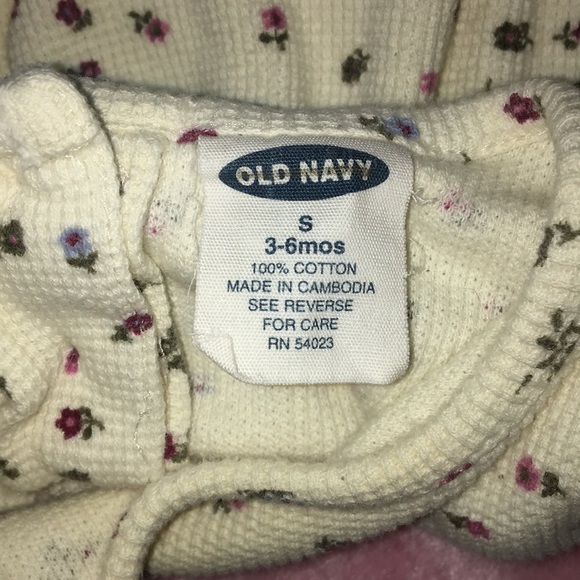 OLD NAVY
S
3-6mos
100% COTTON
MADE IN CAMBODIA
SEE REVERSE
FOR CARE
RN 54023